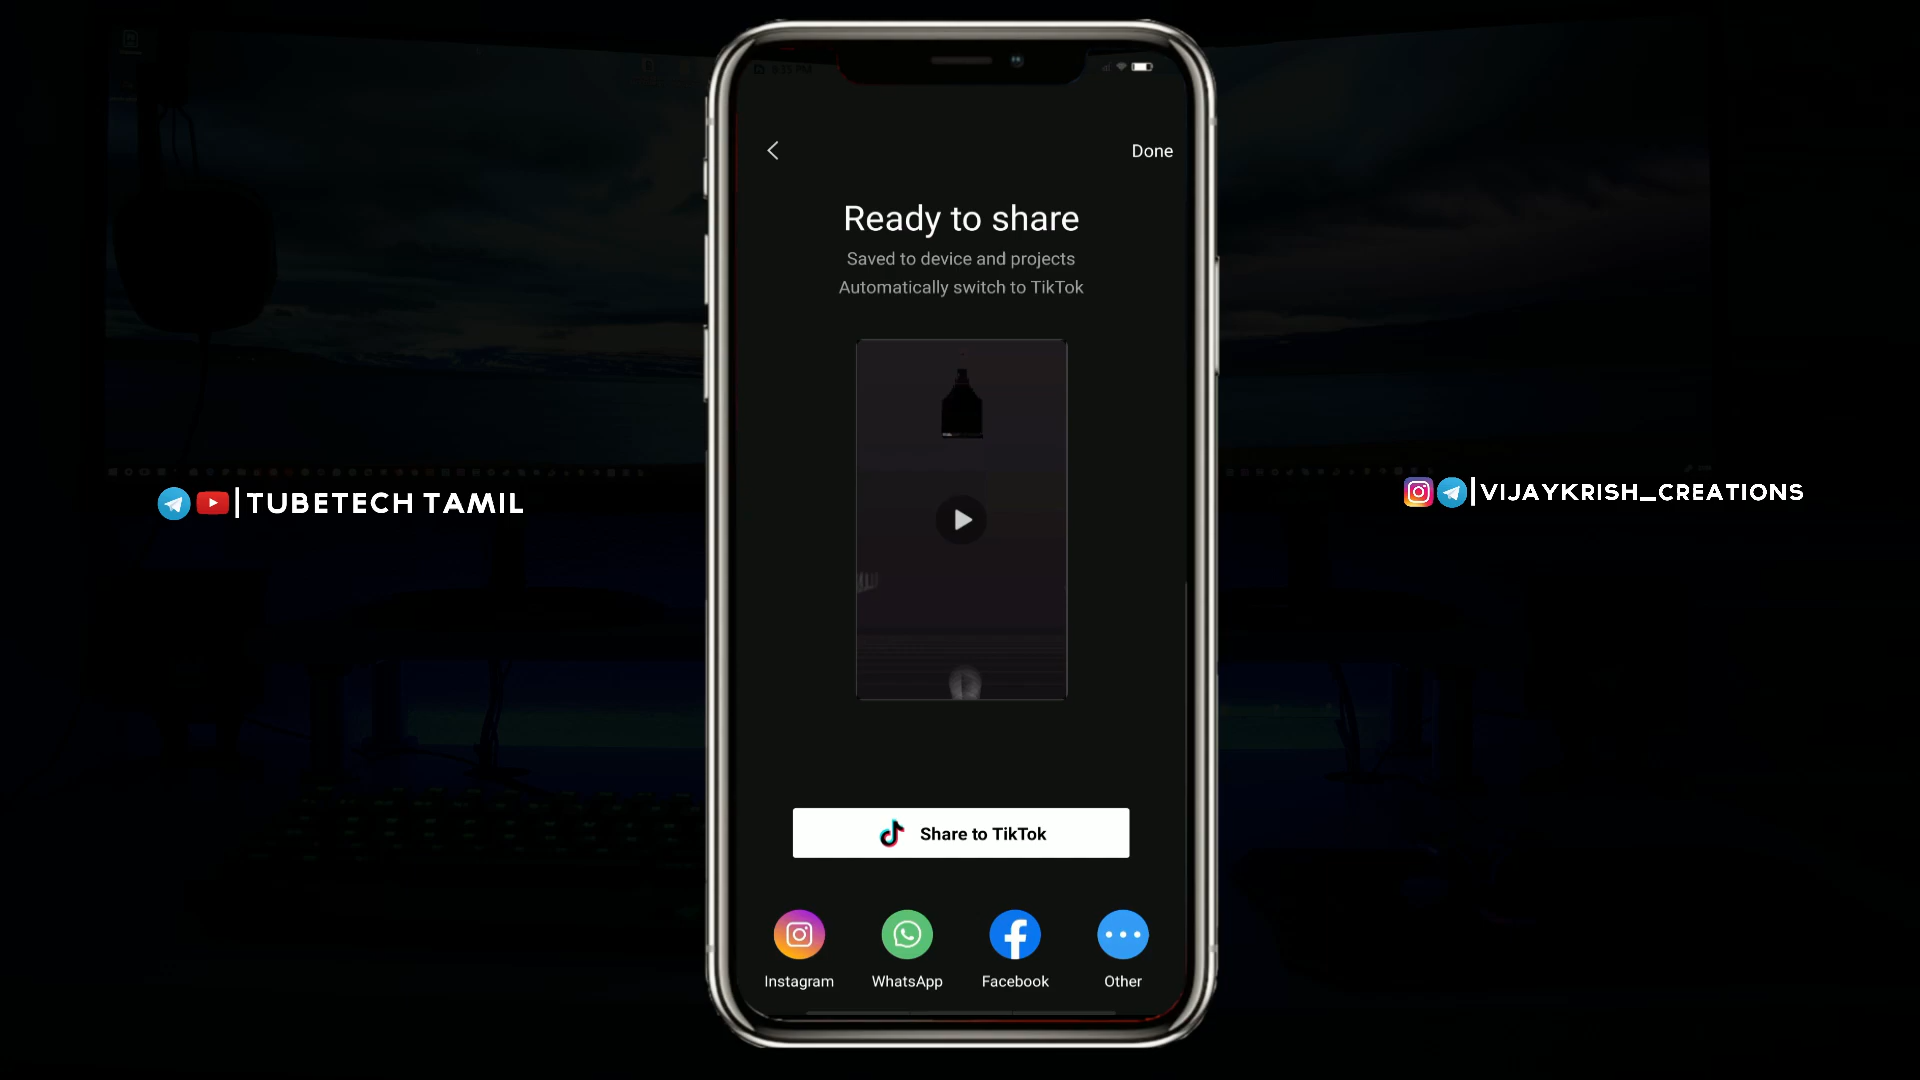 Done
Ready to share
Saved to device and projects
Automatically switch to TikTok
TUBETECH TAMIL
VIJAYKRISH_CREATIONS
Share to TikTok
Instagram
WhatsApp
Facebook
Other